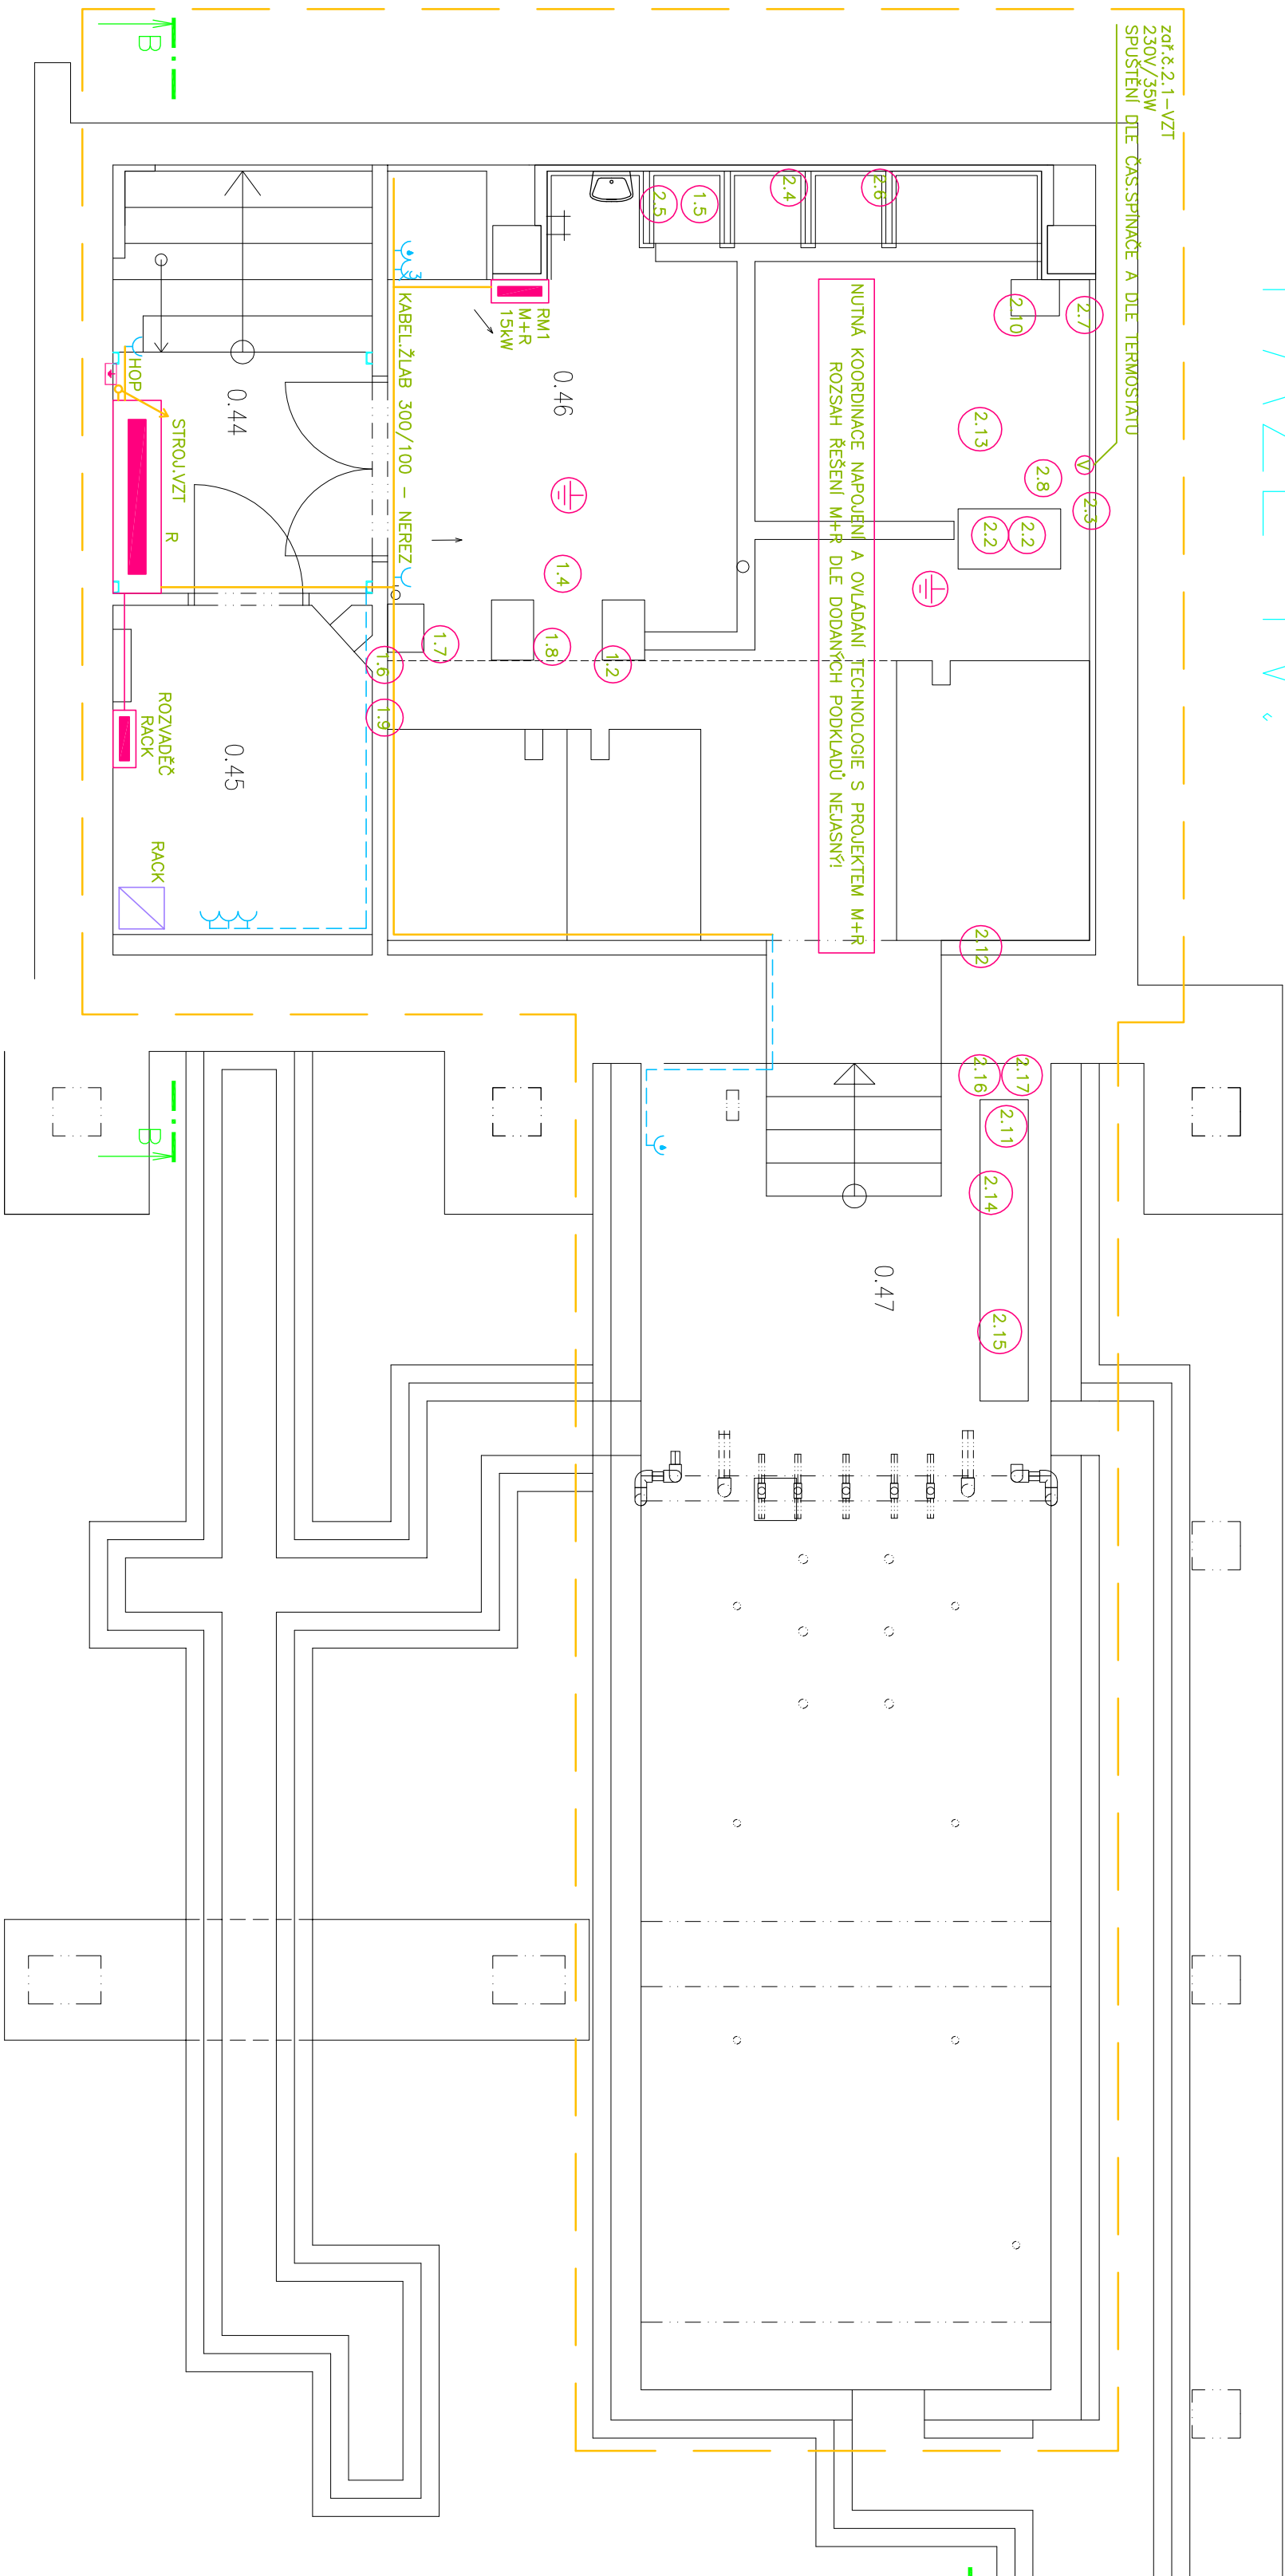 zař.č.2.1-VZT
230V/35W
SPUŠTĚNÍ DLE ČAS.SPÍNAČE A DLE TERMOSTATU
2.7
2.10
2.13
V
2.8
2.3
2.2
2.2
2.12
2.17
2.16
2.11
2.14
2.15
0.47
2.6
2.4
1.5
2.5
NUTNÁ KOORDINACE NAPOJENÍ A OVLÁDÁNÍ TECHNOLOGIE S PROJEKTEM M+R
ROZSAH ŘEŠENÍ M+R DLE DODANÝCH PODKLADŮ NEJASNÝ!
0.46
RM1
M+R
15kW
1.4
1.2
1.8
1.7
1.6
1.9
3x
KABEL.ŽLAB 300/100 - NEREZ
0.44
HOP
STROJ.VZT
R
0.45
ROZVADĚČ
RACK
RACK
B
B